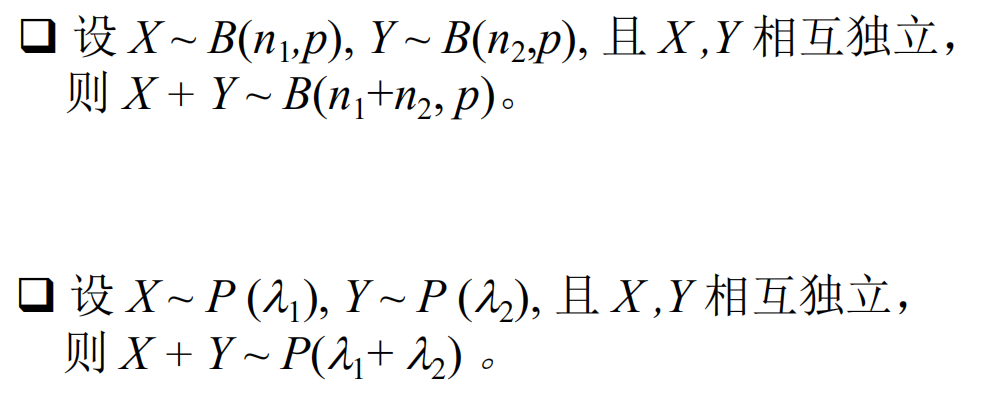 ❑ 设 X ~ B(n₁,p), Y ~ B(n₂,p), 且 X ,Y 相互独立，
则 X + Y ~ B(n₁+n₂, p)。
❑ 设 X ~ P (λ₁), Y ~ P (λ₂), 且 X ,Y 相互独立，
则 X + Y ~ P(λ₁+ λ₂) 。